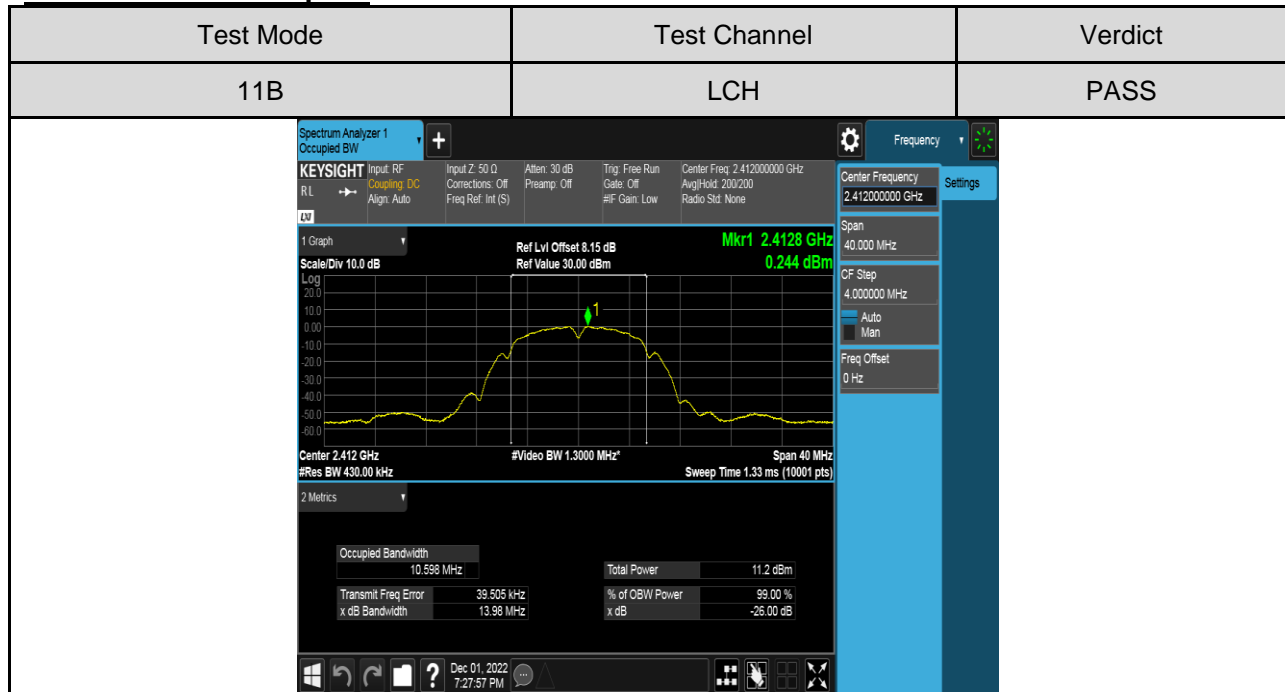 Test Mode Test Channel Verdict
11B LCH PASS
Spectrum Analyzer 1
Occupied BW
+
Frequency
KEYSIGHT Input: RF Input Z: 50 Ω Atten: 30 dB Trig: Free Run Center Freq: 2.412000000 GHz
RL Coupling: DC Corrections: Off Preamp: Off Gate: Off Avg|Hold: 200/200
Align: Auto Freq Ref: Int (S) #IF Gain: Low Radio Std: None
LXI
Center Frequency
2.412000000 GHz
Settings
Span
40.000 MHz
CF Step
4.000000 MHz
Auto
Man
Freq Offset
0 Hz
1 Graph Ref Lvl Offset 8.15 dB Mkr1 2.4128 GHz
Scale/Div 10.0 dB Ref Value 30.00 dBm 0.244 dBm
Log
20.0
10.0
1
0.00
-10.0
-20.0
-30.0
-40.0
-50.0
-60.0
Center 2.412 GHz #Video BW 1.3000 MHz* Span 40 MHz
#Res BW 430.00 kHz Sweep Time 1.33 ms (10001 pts)
2 Metrics
Occupied Bandwidth
10.598 MHz Total Power 11.2 dBm
Transmit Freq Error 39.505 kHz % of OBW Power 99.00 %
x dB Bandwidth 13.98 MHz x dB -26.00 dB
? Dec 01, 2022
7:27:57 PM